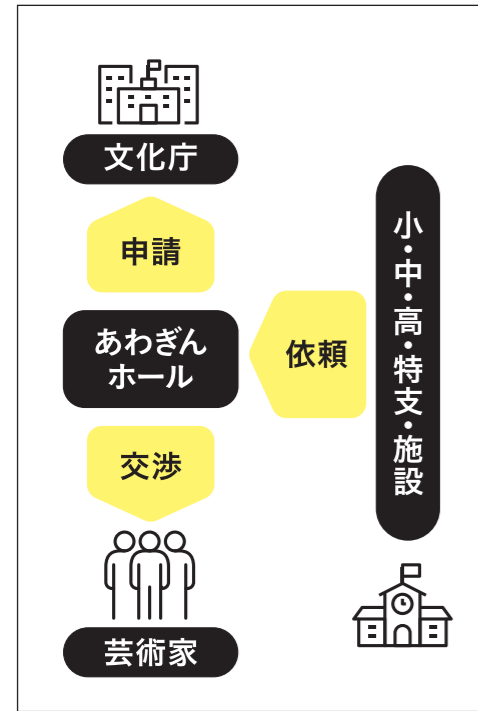 文化庁
申請
あわぎん
ホール
交渉
芸術家
依頼
小・中・高・特支・施設